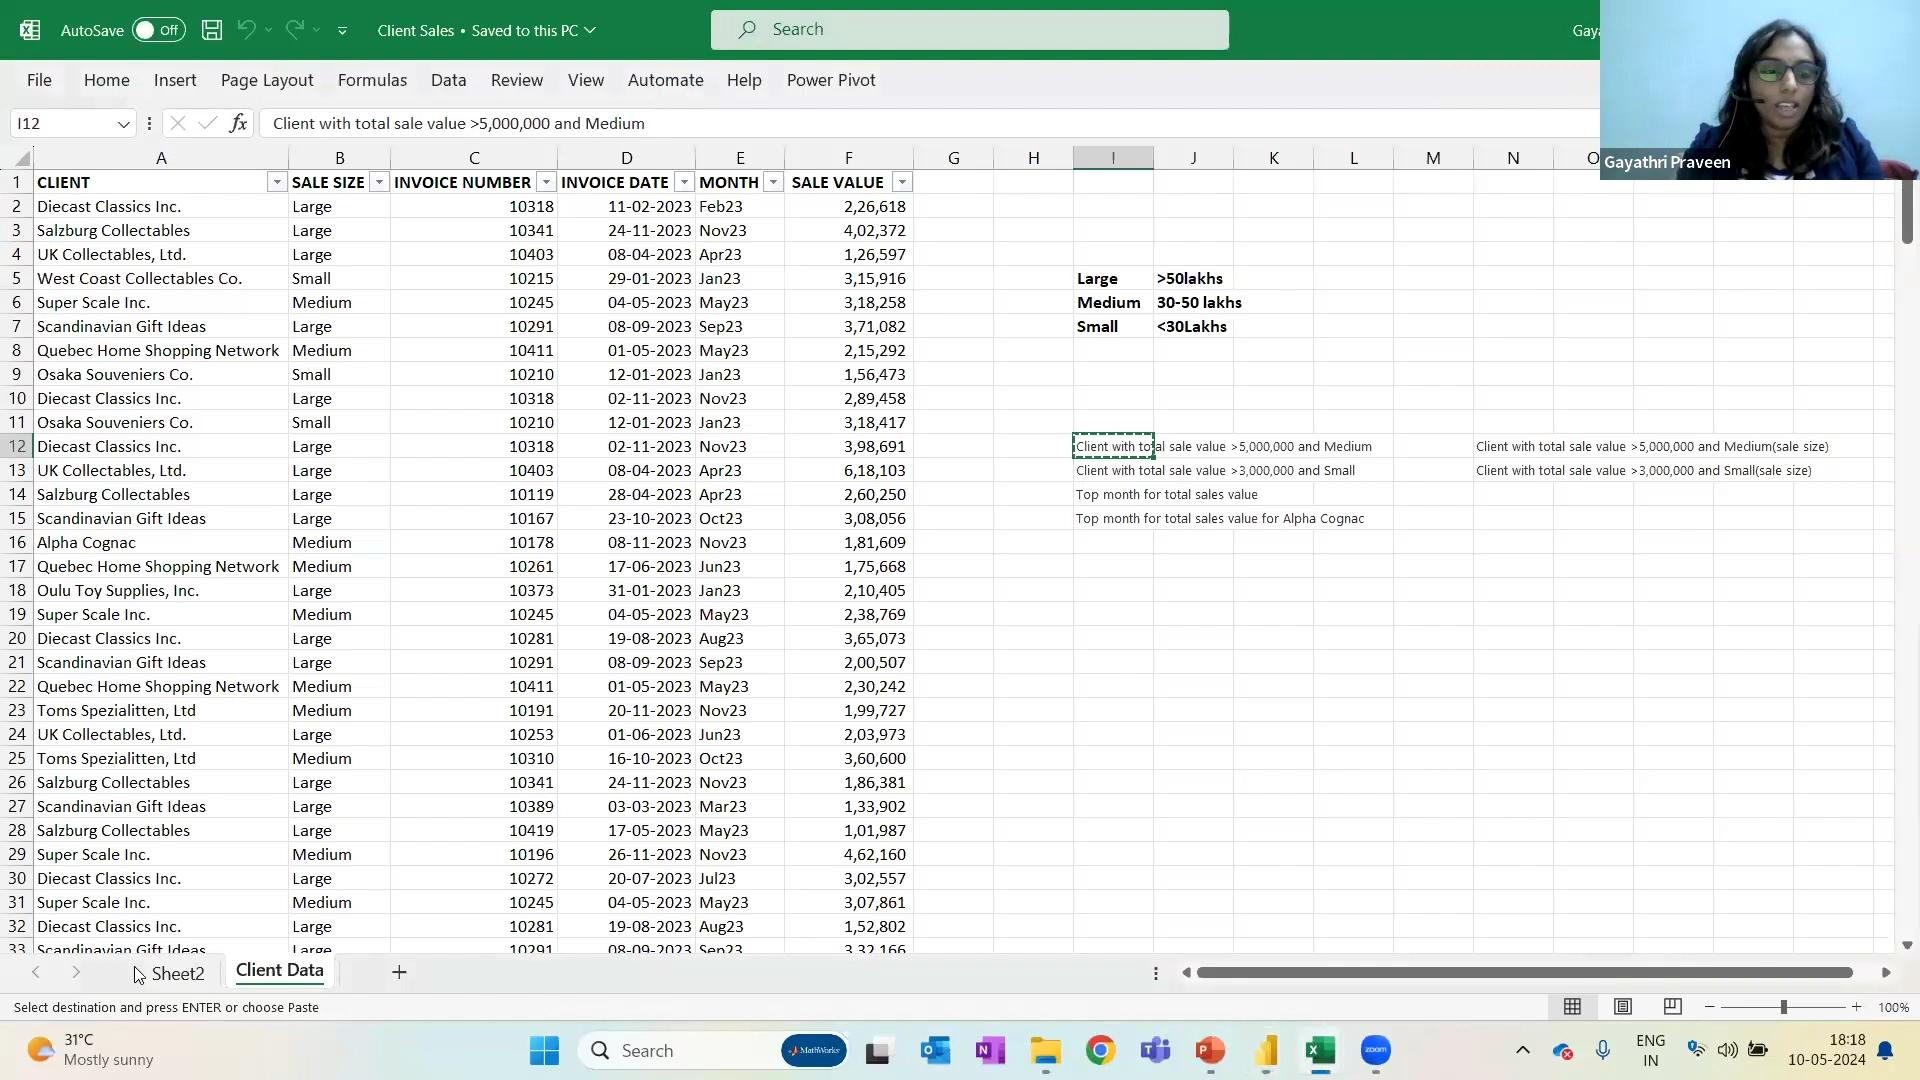 AutoSave Off Client Sales • Saved to this PC Search
File Home Insert Page Layout Formulas Data Review View Automate Help Power Pivot
Gayathri Praveen
I12 fx Client with total sale value >5,000,000 and Medium
A B C D E F G H I J K L M N O
1 CLIENT SALE SIZE INVOICE NUMBER INVOICE DATE MONTH SALE VALUE
2 Diecast Classics Inc. Large 10318 11-02-2023 Feb23 2,26,618
3 Salzburg Collectables Large 10341 24-11-2023 Nov23 4,02,372
4 UK Collectables, Ltd. Large 10403 08-04-2023 Apr23 1,26,597
5 West Coast Collectables Co. Small 10215 29-01-2023 Jan23 3,15,916 Large >50lakhs
6 Super Scale Inc. Medium 10245 04-05-2023 May23 3,18,258 Medium 30-50 lakhs
7 Scandinavian Gift Ideas Large 10291 08-09-2023 Sep23 3,71,082 Small <30Lakhs
8 Quebec Home Shopping Network Medium 10411 01-05-2023 May23 2,15,292
9 Osaka Souveniers Co. Small 10210 12-01-2023 Jan23 1,56,473
10 Diecast Classics Inc. Large 10318 02-11-2023 Nov23 2,89,458
11 Osaka Souveniers Co. Small 10210 12-01-2023 Jan23 3,18,417
12 Diecast Classics Inc. Large 10318 02-11-2023 Nov23 3,98,691 Client with total sale value >5,000,000 and Medium Client with total sale value >5,000,000 and Medium(sale size)
13 UK Collectables, Ltd. Large 10403 08-04-2023 Apr23 6,18,103 Client with total sale value >3,000,000 and Small Client with total sale value >3,000,000 and Small(sale size)
14 Salzburg Collectables Large 10119 28-04-2023 Apr23 2,60,250 Top month for total sales value
15 Scandinavian Gift Ideas Large 10167 23-10-2023 Oct23 3,08,056 Top month for total sales value for Alpha Cognac
16 Alpha Cognac Medium 10178 08-11-2023 Nov23 1,81,609
17 Quebec Home Shopping Network Medium 10261 17-06-2023 Jun23 1,75,668
18 Oulu Toy Supplies, Inc. Large 10373 31-01-2023 Jan23 2,10,405
19 Super Scale Inc. Medium 10245 04-05-2023 May23 2,38,769
20 Diecast Classics Inc. Large 10281 19-08-2023 Aug23 3,65,073
21 Scandinavian Gift Ideas Large 10291 08-09-2023 Sep23 2,00,507
22 Quebec Home Shopping Network Medium 10411 01-05-2023 May23 2,30,242
23 Toms Spezialitten, Ltd Medium 10191 20-11-2023 Nov23 1,99,727
24 UK Collectables, Ltd. Large 10253 01-06-2023 Jun23 2,03,973
25 Toms Spezialitten, Ltd Medium 10310 16-10-2023 Oct23 3,60,600
26 Salzburg Collectables Large 10341 24-11-2023 Nov23 1,86,381
27 Scandinavian Gift Ideas Large 10389 03-03-2023 Mar23 1,33,902
28 Salzburg Collectables Large 10419 17-05-2023 May23 1,01,987
29 Super Scale Inc. Medium 10196 26-11-2023 Nov23 4,62,160
30 Diecast Classics Inc. Large 10272 20-07-2023 Jul23 3,02,557
31 Super Scale Inc. Medium 10245 04-05-2023 May23 3,07,861
32 Diecast Classics Inc. Large 10281 19-08-2023 Aug23 1,52,802
33 Scandinavian Gift Ideas Large 10291 08-09-2023 Sep23 3,32,166
Sheet2 Client Data
Select destination and press ENTER or choose Paste 100%
31°C
Mostly sunny
Search MathWorks zoom
ENG
IN
18:18
10-05-2024